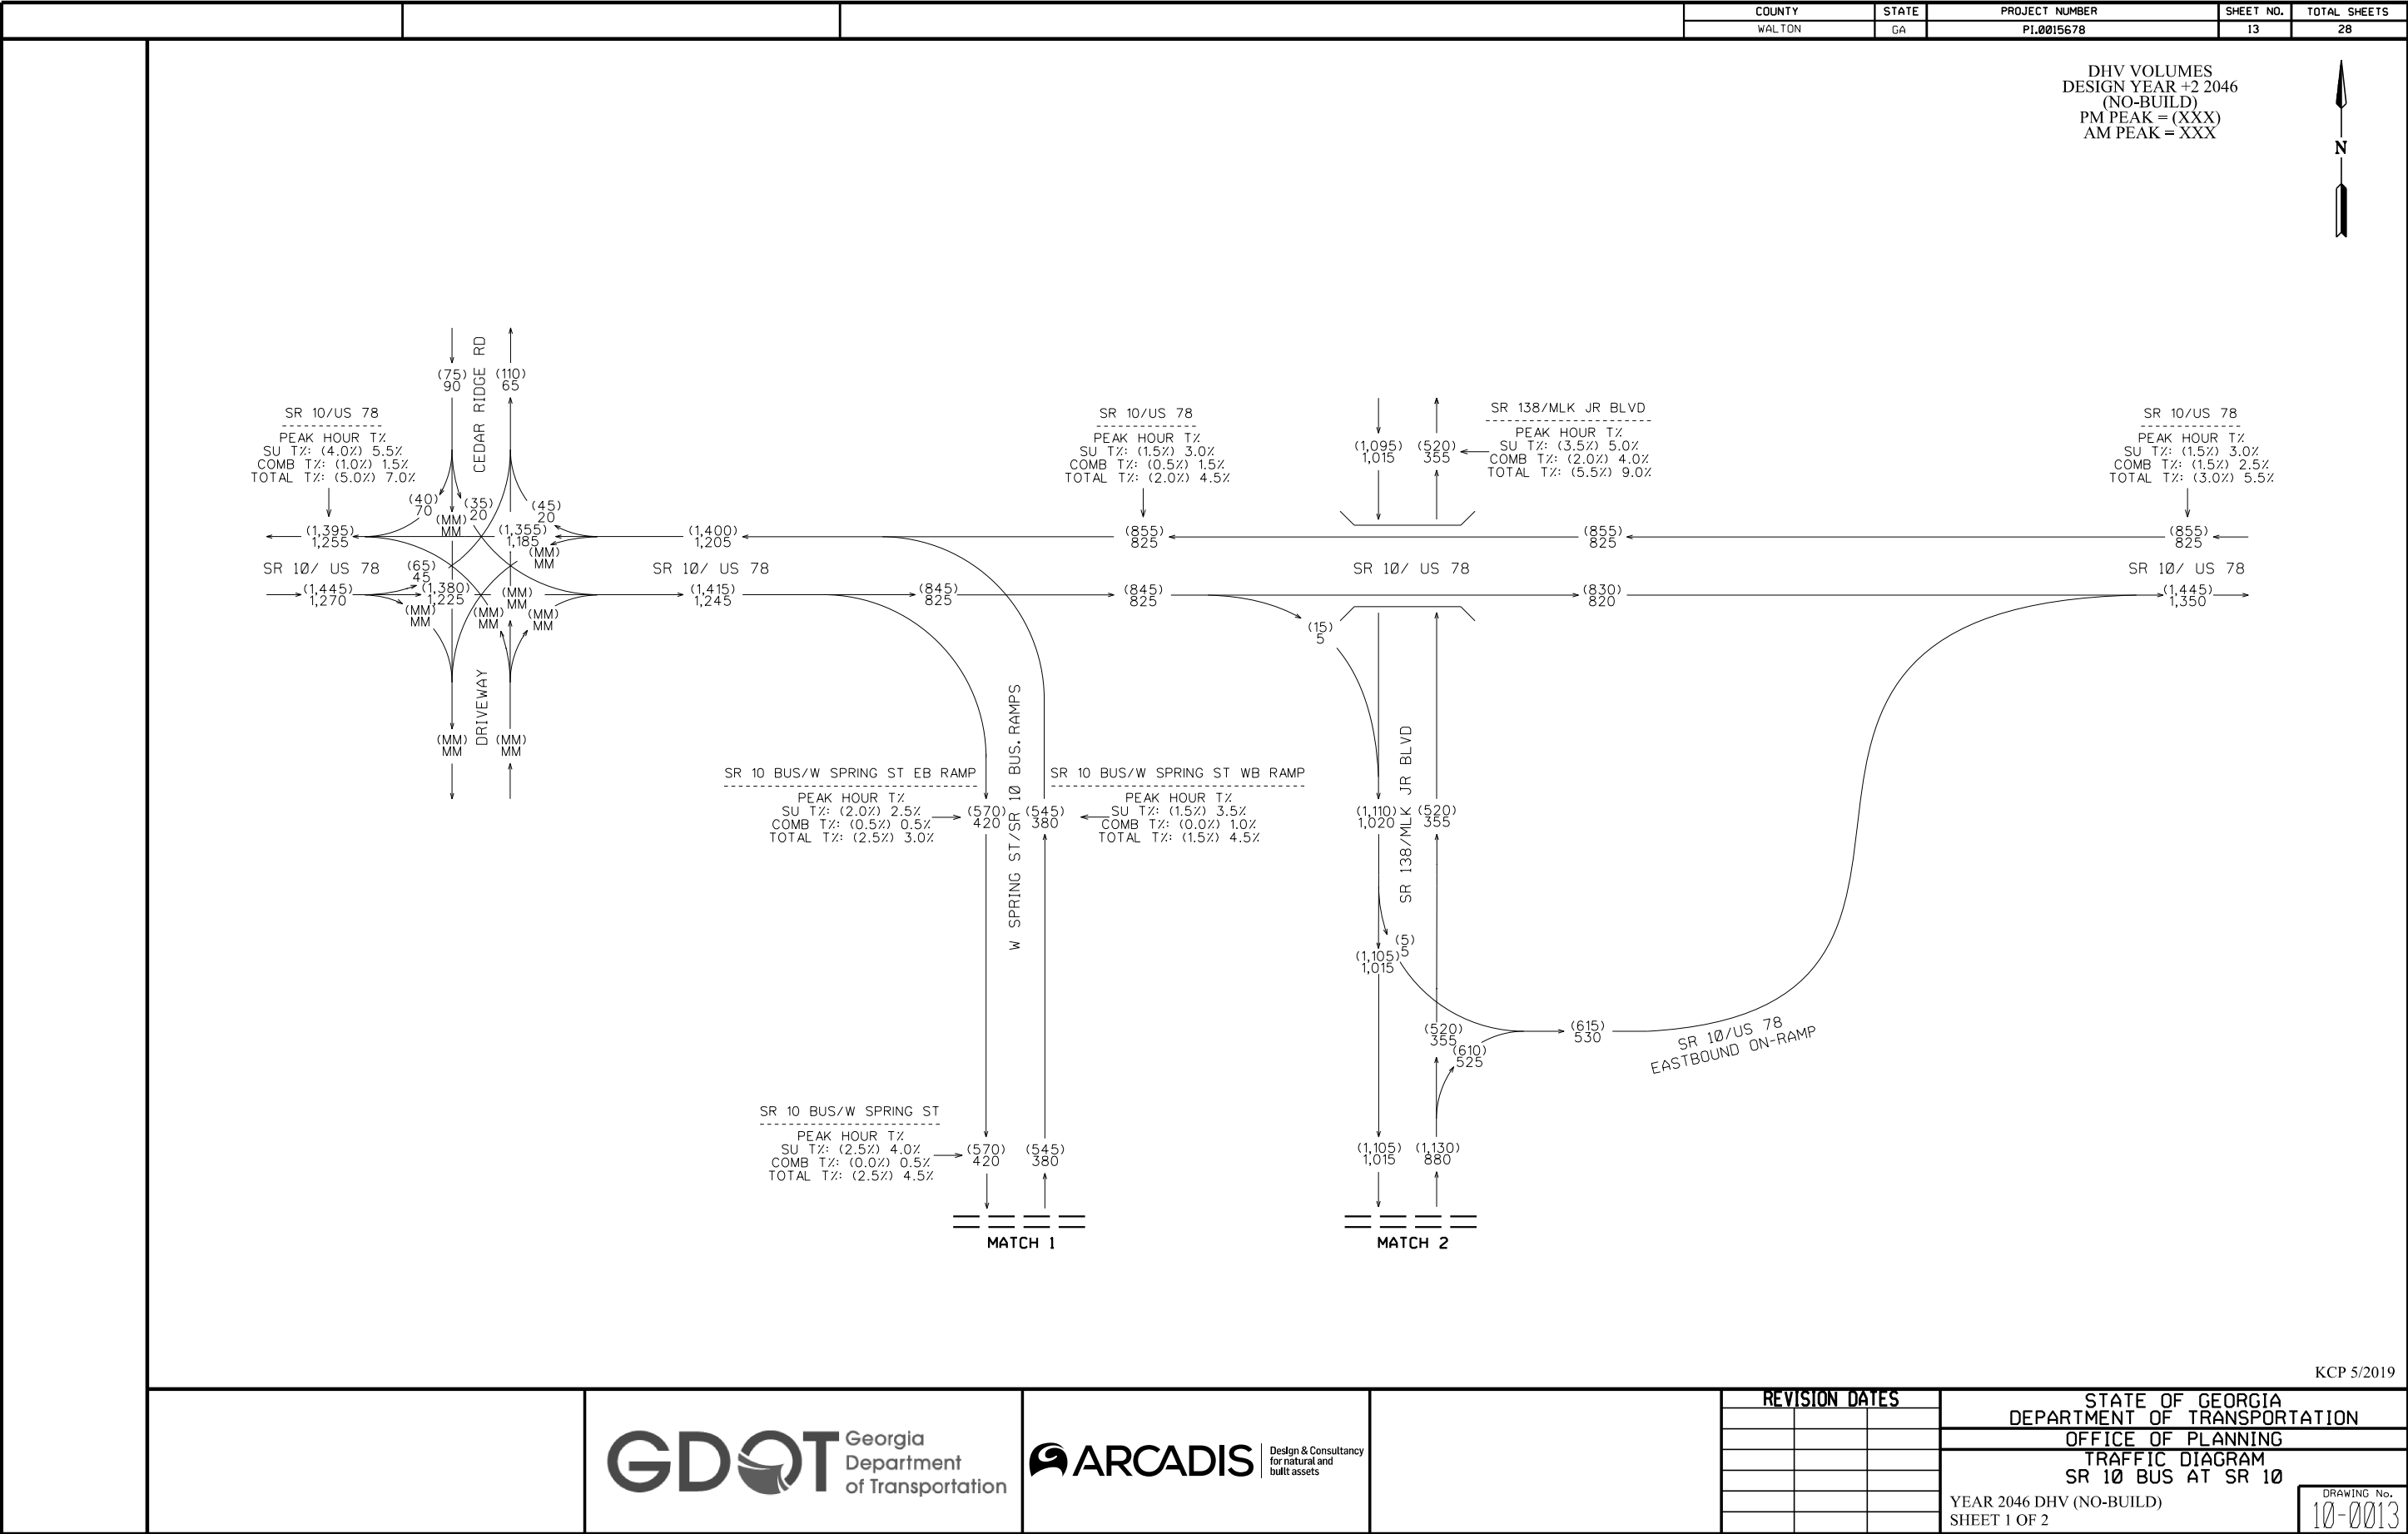 COUNTY STATE PROJECT NUMBER SHEET NO. TOTAL SHEETS
WALTON GA PI.0015678 13 28
DHV VOLUMES
DESIGN YEAR +2 2046
(NO-BUILD)
PM PEAK = (XXX)
AM PEAK = XXX
N
CEDAR RIDGE RD
(75)
90
(110)
65
SR 10/US 78
PEAK HOUR T%
SU T%: (4.0%) 5.5%
COMB T%: (1.0%) 1.5%
TOTAL T%: (5.0%) 7.0%
SR 10/US 78
PEAK HOUR T%
SU T%: (1.5%) 3.0%
COMB T%: (0.5%) 1.5%
TOTAL T%: (2.0%) 4.5%
(1,095)
1,015
(520)
355
SR 138/MLK JR BLVD
PEAK HOUR T%
SU T%: (3.5%) 5.0%
COMB T%: (2.0%) 4.0%
TOTAL T%: (5.5%) 9.0%
SR 10/US 78
PEAK HOUR T%
SU T%: (1.5%) 3.0%
COMB T%: (1.5%) 2.5%
TOTAL T%: (3.0%) 5.5%
(40)
70
(MM)
MM
(35)
20
(45)
20
(1,395)
1,255
(1,355)
1,185
(MM)
MM
(1,400)
1,205
(855)
825
(855)
825
(855)
825
SR 10/ US 78
SR 10/ US 78
SR 10/ US 78
SR 10/ US 78
(65)
45
(1,445)
1,270
(1,380)
1,225
(MM)
MM
(MM)
MM
(MM)
MM
(MM)
MM
(1,415)
1,245
(845)
825
(845)
825
(15)
5
(830)
820
(1,445)
1,350
DRIVEWAY
(MM)
MM
(MM)
MM
W SPRING ST/SR 10 BUS. RAMPS
SR 10 BUS/W SPRING ST EB RAMP
PEAK HOUR T%
SU T%: (2.0%) 2.5%
COMB T%: (0.5%) 0.5%
TOTAL T%: (2.5%) 3.0%
(570)
420
(545)
380
SR 10 BUS/W SPRING ST WB RAMP
PEAK HOUR T%
SU T%: (1.5%) 3.5%
COMB T%: (0.0%) 1.0%
TOTAL T%: (1.5%) 4.5%
SR 138/MLK JR BLVD
(1,110)
1,020
(520)
355
(5)
5
(1,105)
1,015
(520)
355
(610)
525
(615)
530
SR 10/US 78
EASTBOUND ON-RAMP
SR 10 BUS/W SPRING ST
PEAK HOUR T%
SU T%: (2.5%) 4.0%
COMB T%: (0.0%) 0.5%
TOTAL T%: (2.5%) 4.5%
(570)
420
(545)
380
(1,105)
1,015
(1,130)
880
MATCH 1
MATCH 2
KCP 5/2019
GDOT
Georgia
Department
of Transportation
ARCADIS
Design & Consultancy
for natural and
built assets
REVISION DATES
STATE OF GEORGIA
DEPARTMENT OF TRANSPORTATION
OFFICE OF PLANNING
TRAFFIC DIAGRAM
SR 10 BUS AT SR 10
YEAR 2046 DHV (NO-BUILD)
SHEET 1 OF 2
DRAWING No.
10-0013